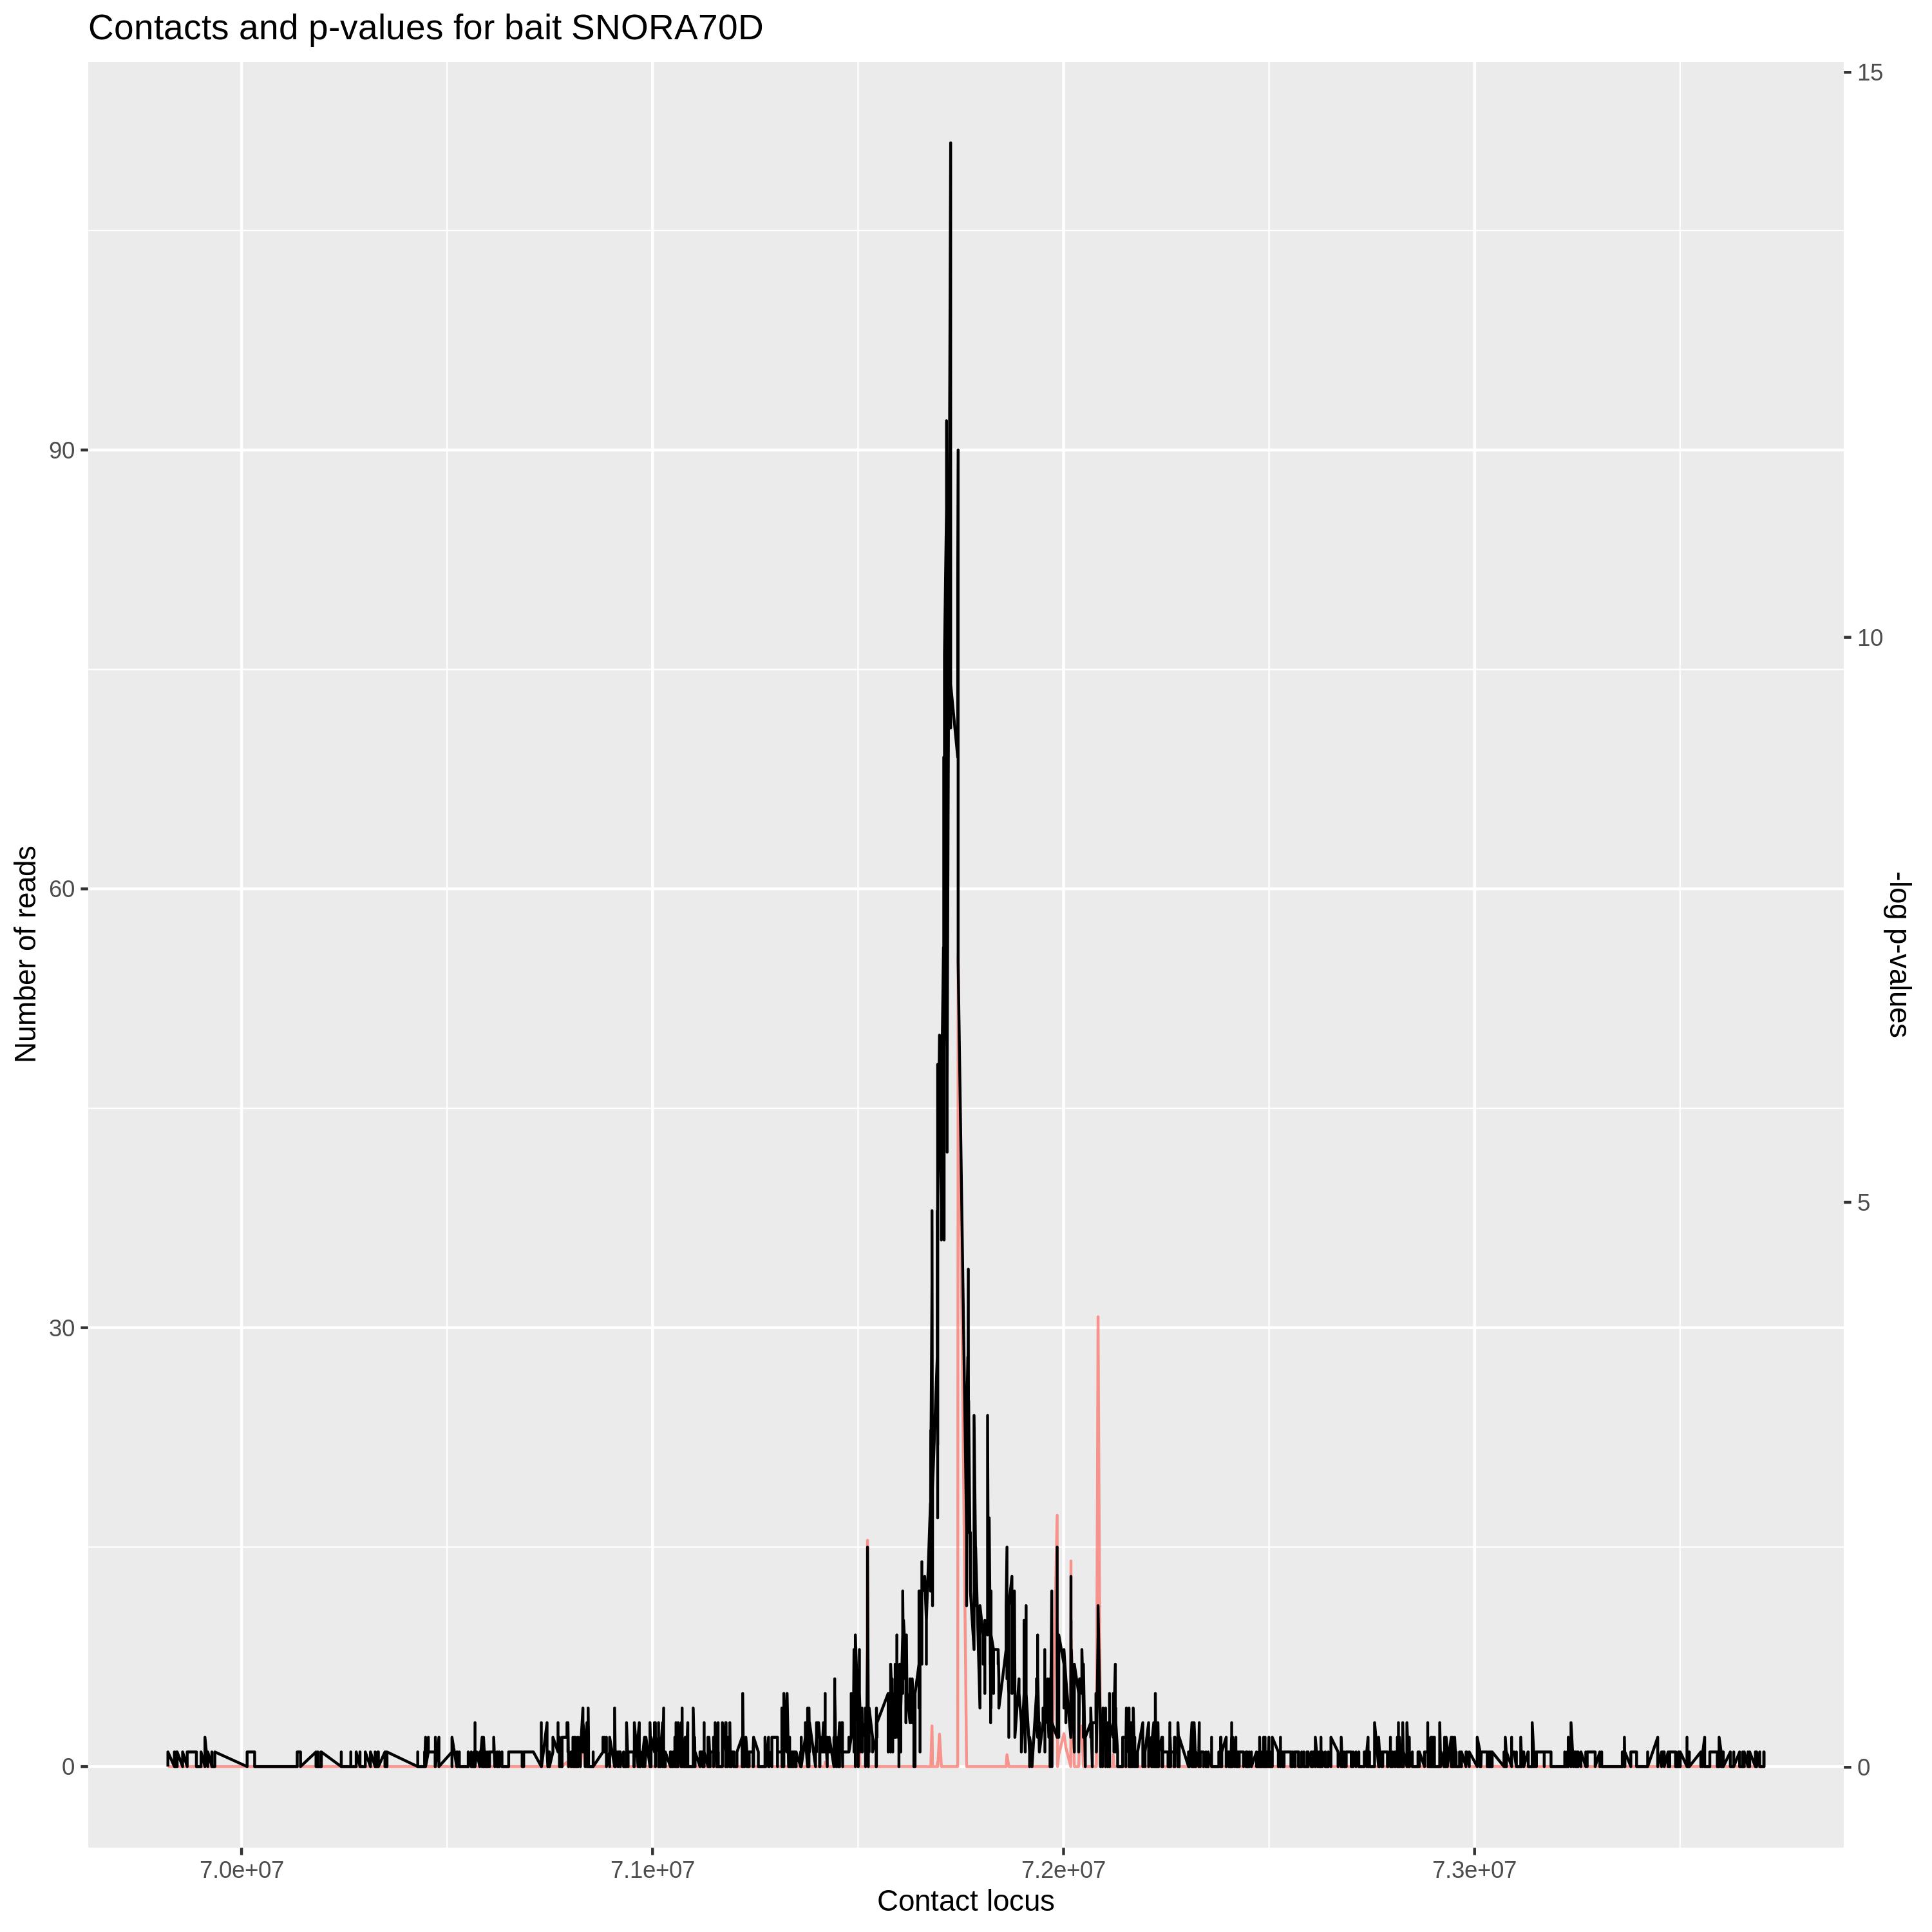 Contacts and p-values for bait SNORA70D
Number of reads
90
60
30
0
15
10
5
0
-log p-values
7.0e+07
7.1e+07
7.2e+07
7.3e+07
Contact locus